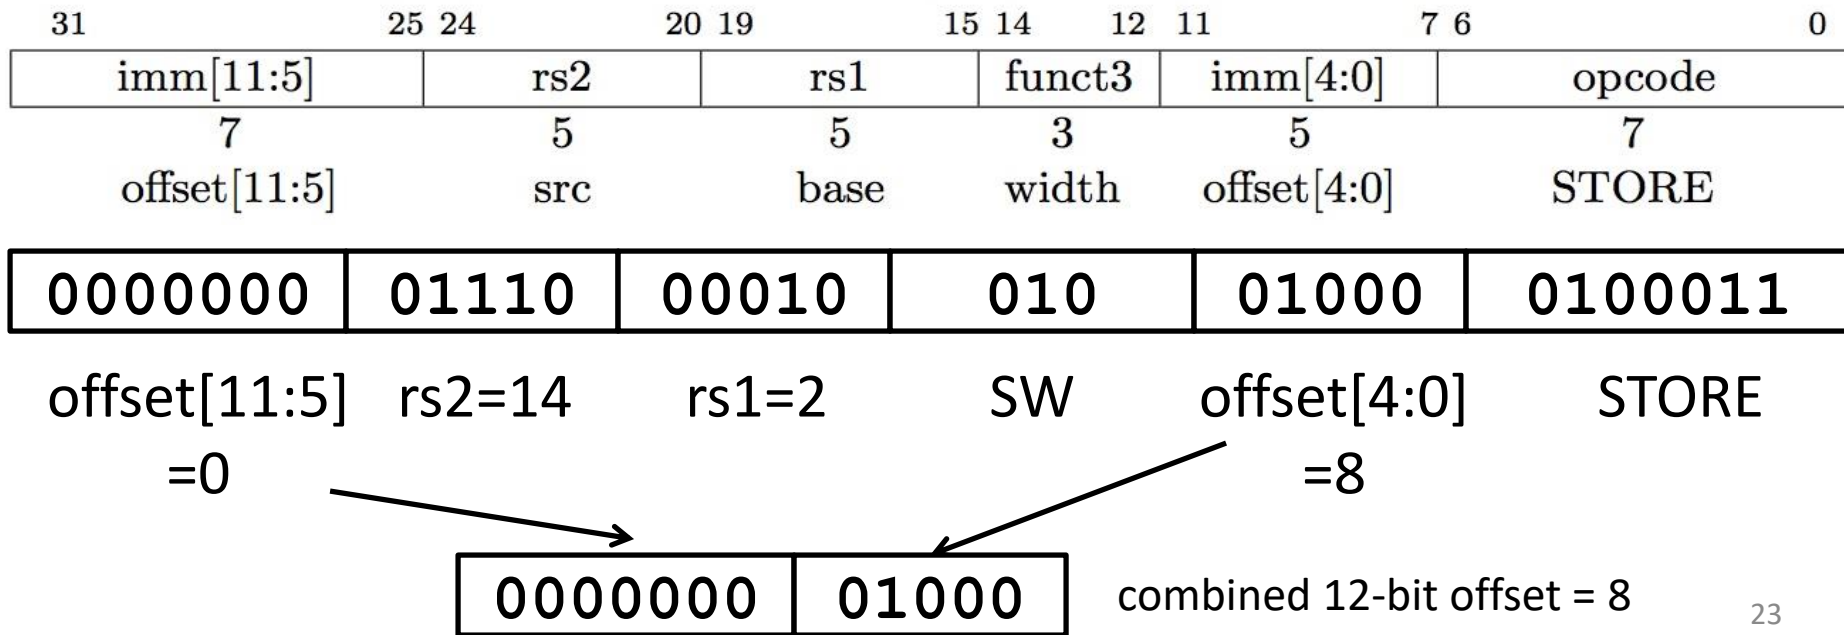 31 25 24 20 19 15 14 12 11 7 6 0
imm[11:5] rs2 rs1 funct3 imm[4:0] opcode
7 5 5 3 5 7
offset[11:5] src base width offset[4:0] STORE
0000000 01110 00010 010 01000 0100011
offset[11:5] rs2=14 rs1=2 SW offset[4:0] STORE
=0 =8
0000000 01000 combined 12-bit offset = 8
23